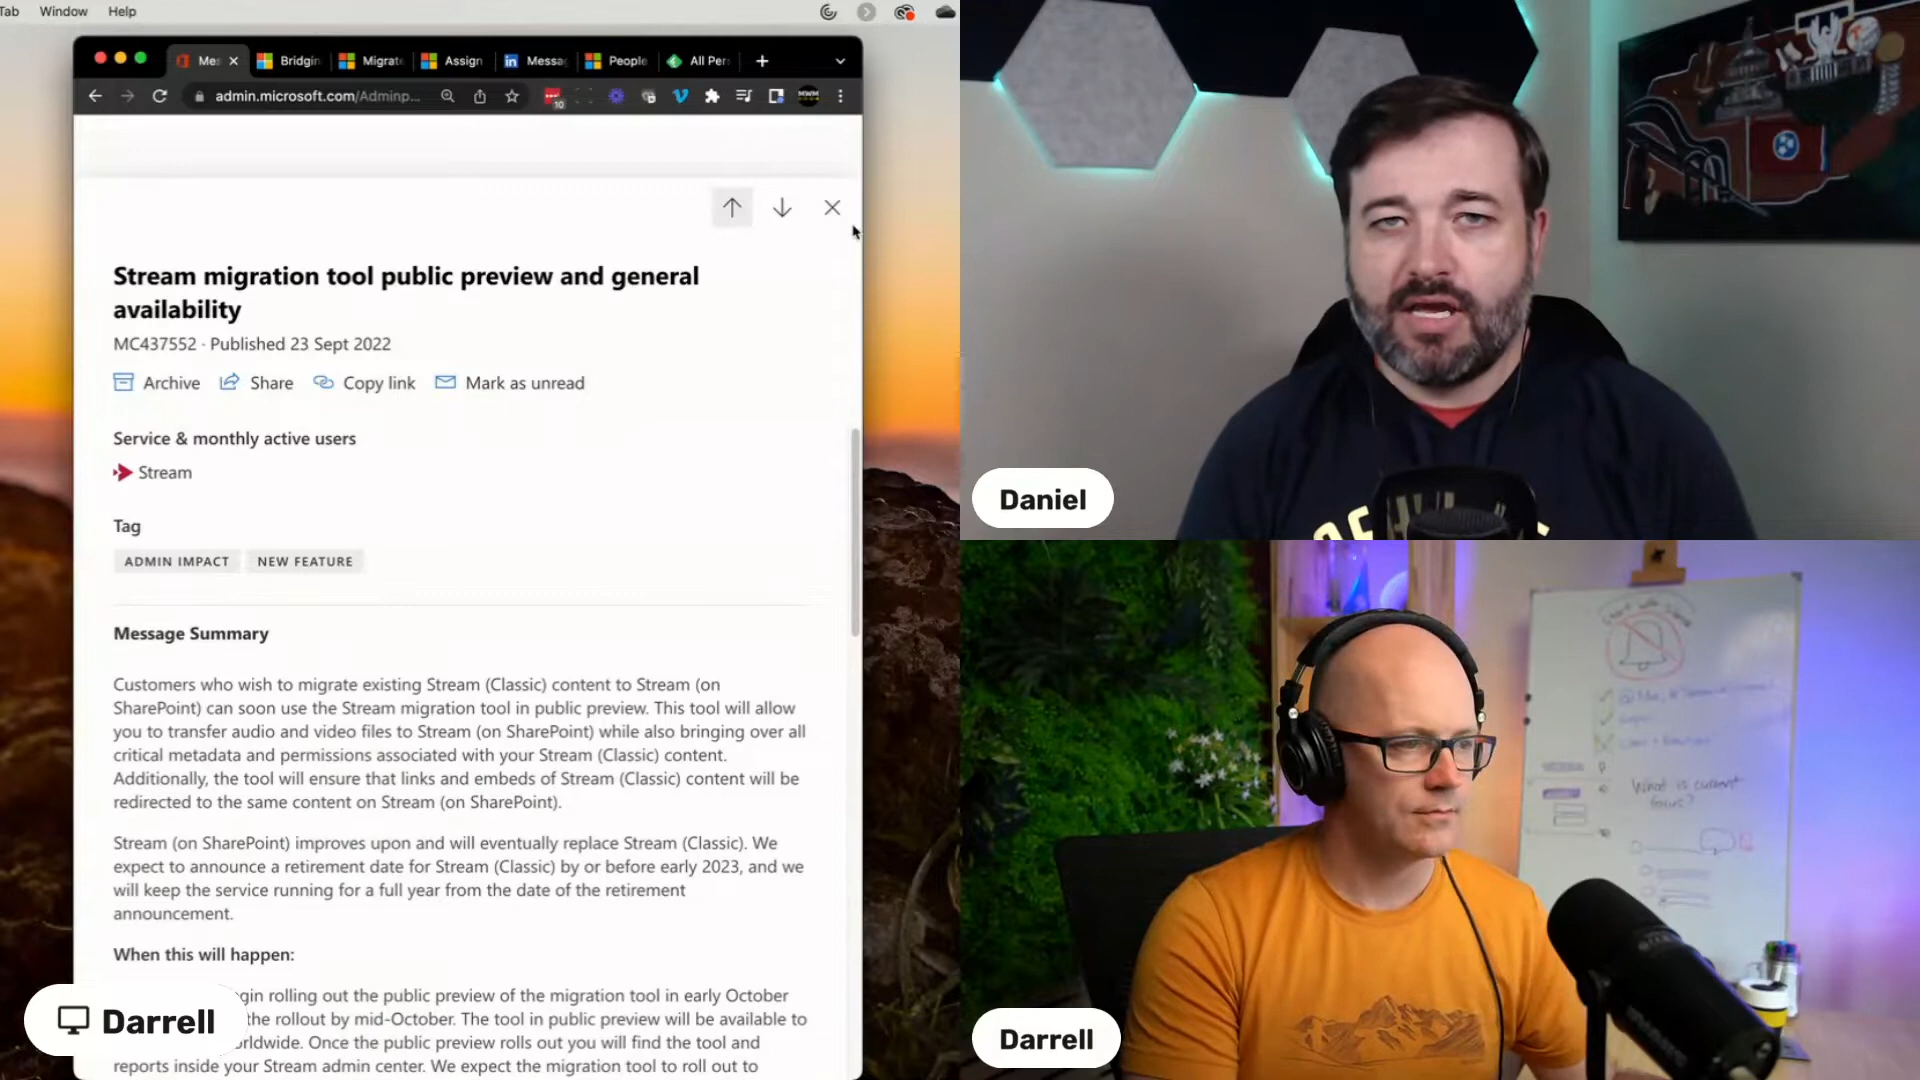 Tab Window Help
Mes Bridgin Migrat Assign Messa People All Per
admin.microsoft.com/Adminp...
10
Stream migration tool public preview and general
availability
MC437552 · Published 23 Sept 2022
Archive Share Copy link Mark as unread
Service & monthly active users
Stream
Tag
ADMIN IMPACT NEW FEATURE
Message Summary
Customers who wish to migrate existing Stream (Classic) content to Stream (on
SharePoint) can soon use the Stream migration tool in public preview. This tool will allow
you to transfer audio and video files to Stream (on SharePoint) while also bringing over all
critical metadata and permissions associated with your Stream (Classic) content.
Additionally, the tool will ensure that links and embeds of Stream (Classic) content will be
redirected to the same content on Stream (on SharePoint).
Stream (on SharePoint) improves upon and will eventually replace Stream (Classic). We
expect to announce a retirement date for Stream (Classic) by or before early 2023, and we
will keep the service running for a full year from the date of the retirement
announcement.
When this will happen:
gin rolling out the public preview of the migration tool in early October
the rollout by mid-October. The tool in public preview will be available to
rldwide. Once the public preview rolls out you will find the tool and
reports inside your Stream admin center. We expect the migration tool to roll out to
Darrell
Daniel
What is current
focus?
Darrell